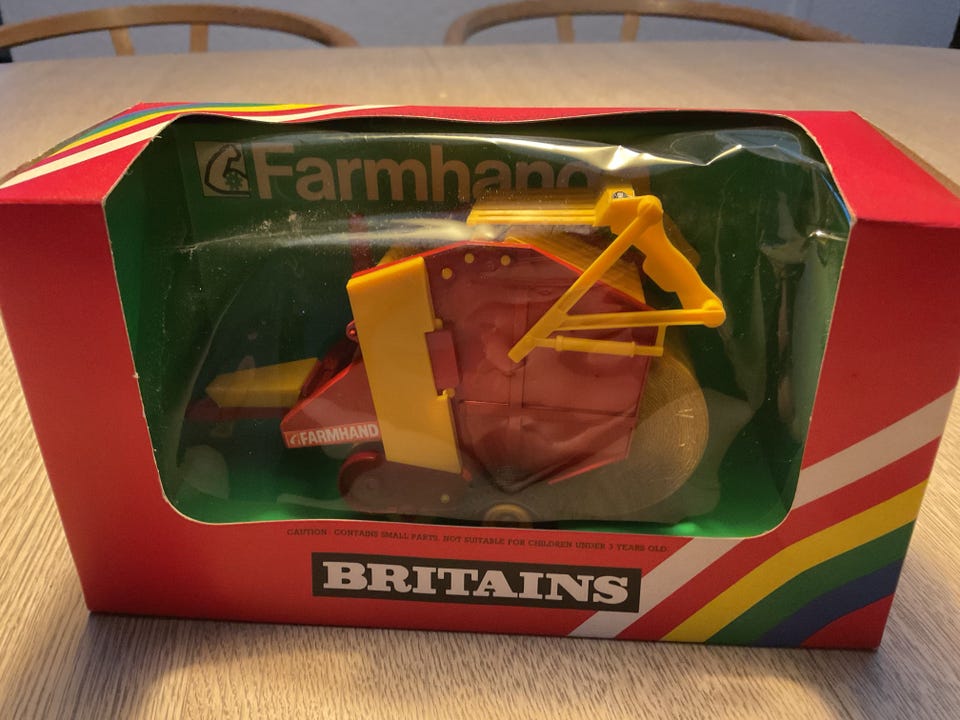 Farmhand
FARMHAND
CAUTION: CONTAINS SMALL PARTS. NOT SUITABLE FOR CHILDREN UNDER 3 YEARS OLD.
BRITAINS